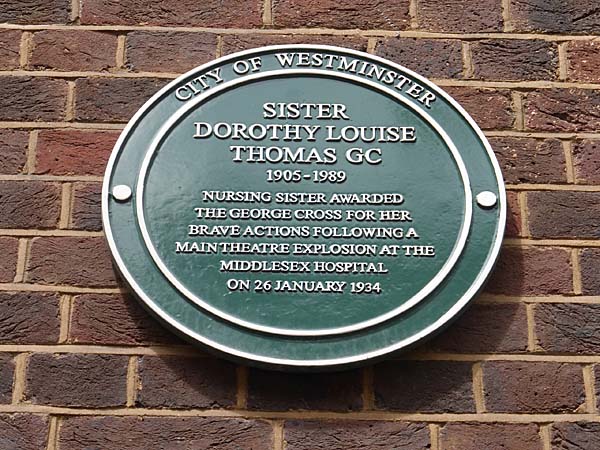 CITY OF WESTMINSTER
SISTER
DOROTHY LOUISE
THOMAS GC
1905-1989
NURSING SISTER AWARDED
THE GEORGE CROSS FOR HER
BRAVE ACTIONS FOLLOWING A
MAIN THEATRE EXPLOSION AT THE
MIDDLESEX HOSPITAL
ON 26 JANUARY 1934